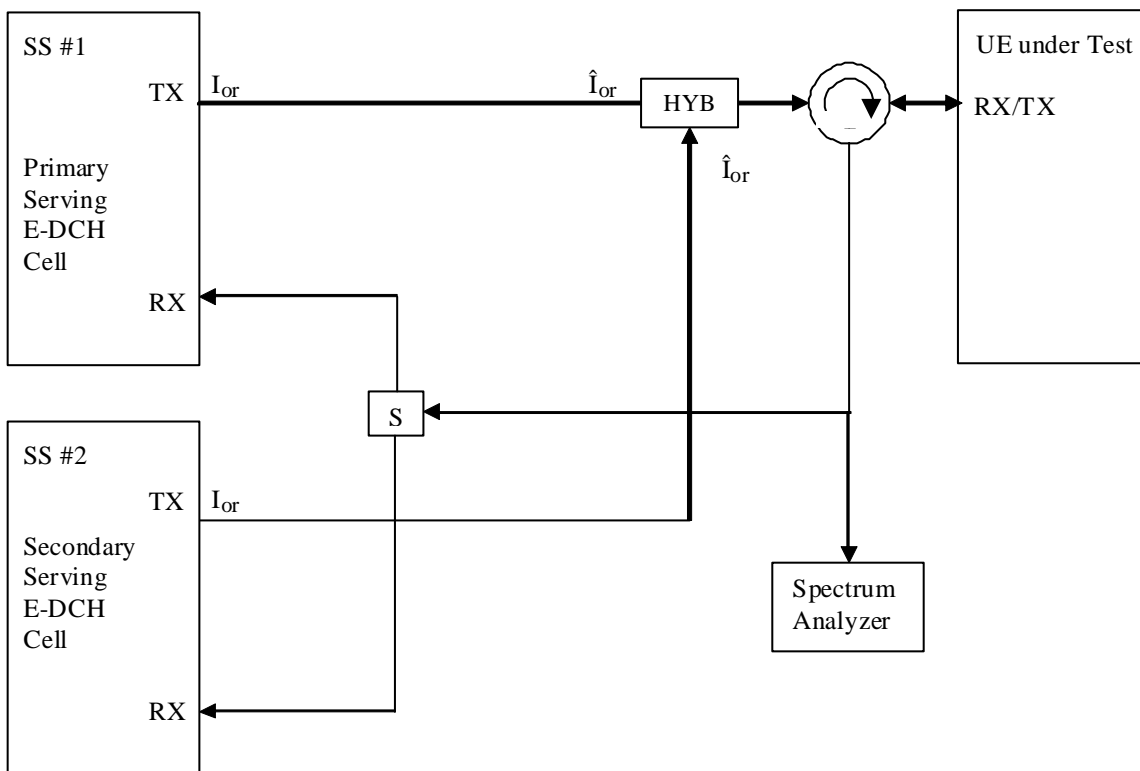 SS #1
TX
Primary
Serving
E-DCH
Cell
RX
I_or
Î_or
HYB
Î_or
UE under Test
RX/TX
S
SS #2
TX
I_or
Secondary
Serving
E-DCH
Cell
RX
Spectrum
Analyzer